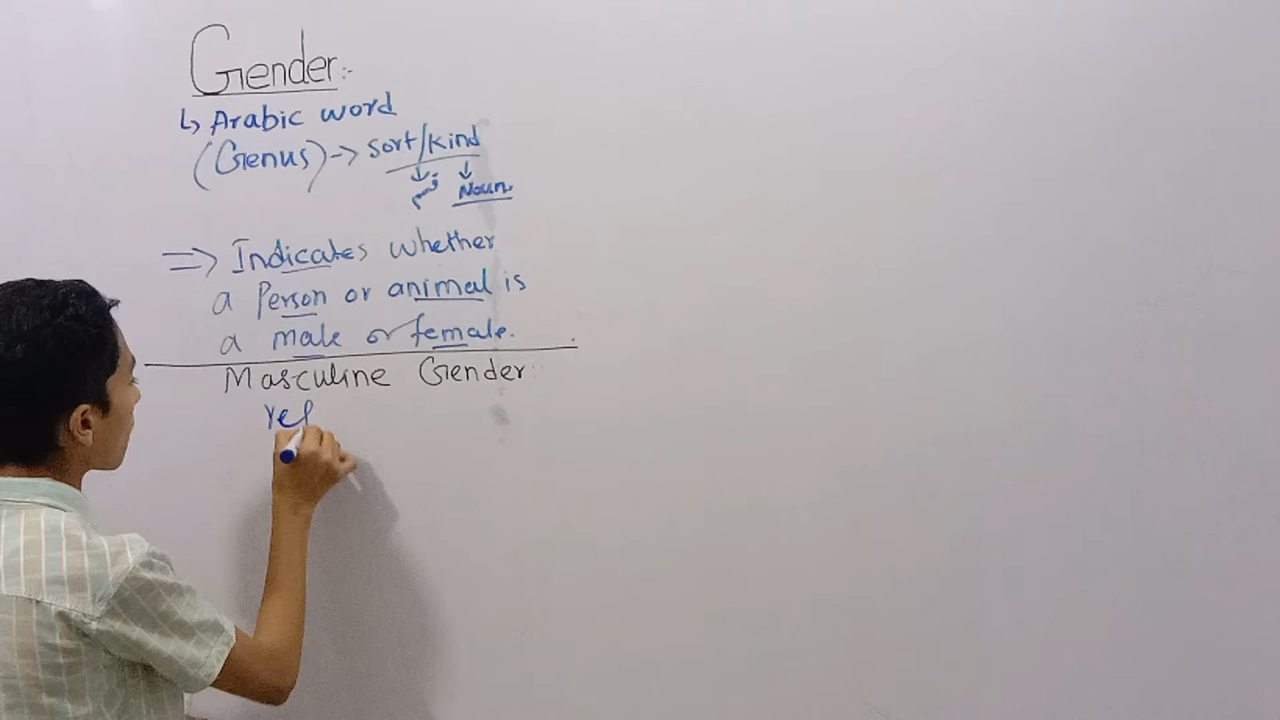 Gender:-
↳ Arabic word
(Genus) -> Sort/Kind
↓ ↓
قسم Noun.
=> Indicates whether
a Person or animal is
a male or female.
Masculine Gender:
ref